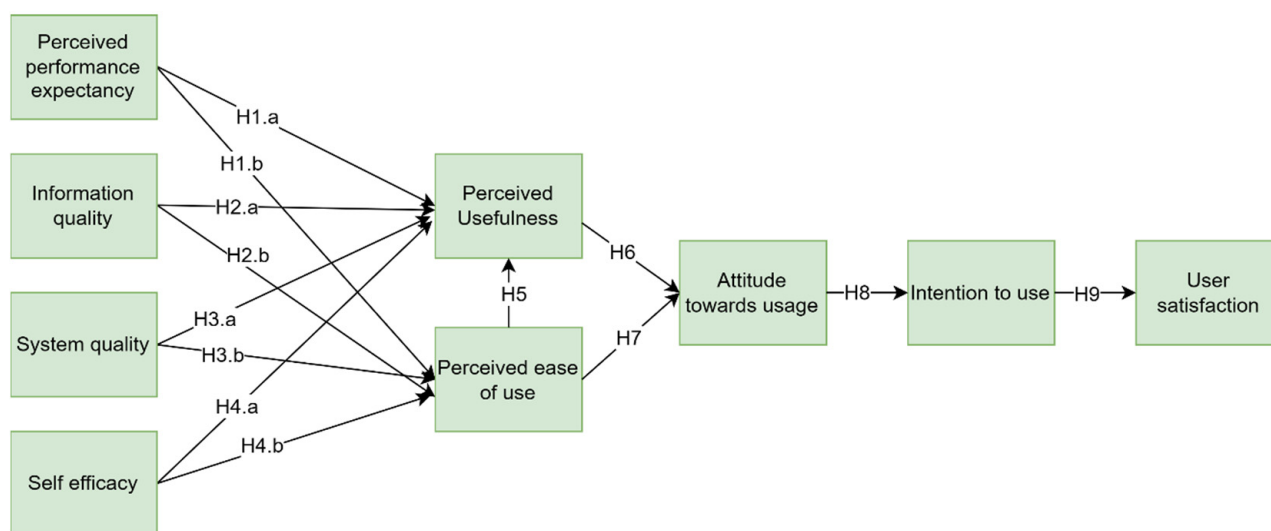 Perceived
performance
expectancy
Information
quality
System quality
Self efficacy
H1.a
H1.b
H2.a
H2.b
H3.a
H3.b
H4.a
H4.b
Perceived
Usefulness
H5
Perceived ease
of use
H6
H7
Attitude
towards usage
H8
Intention to use
H9
User
satisfaction